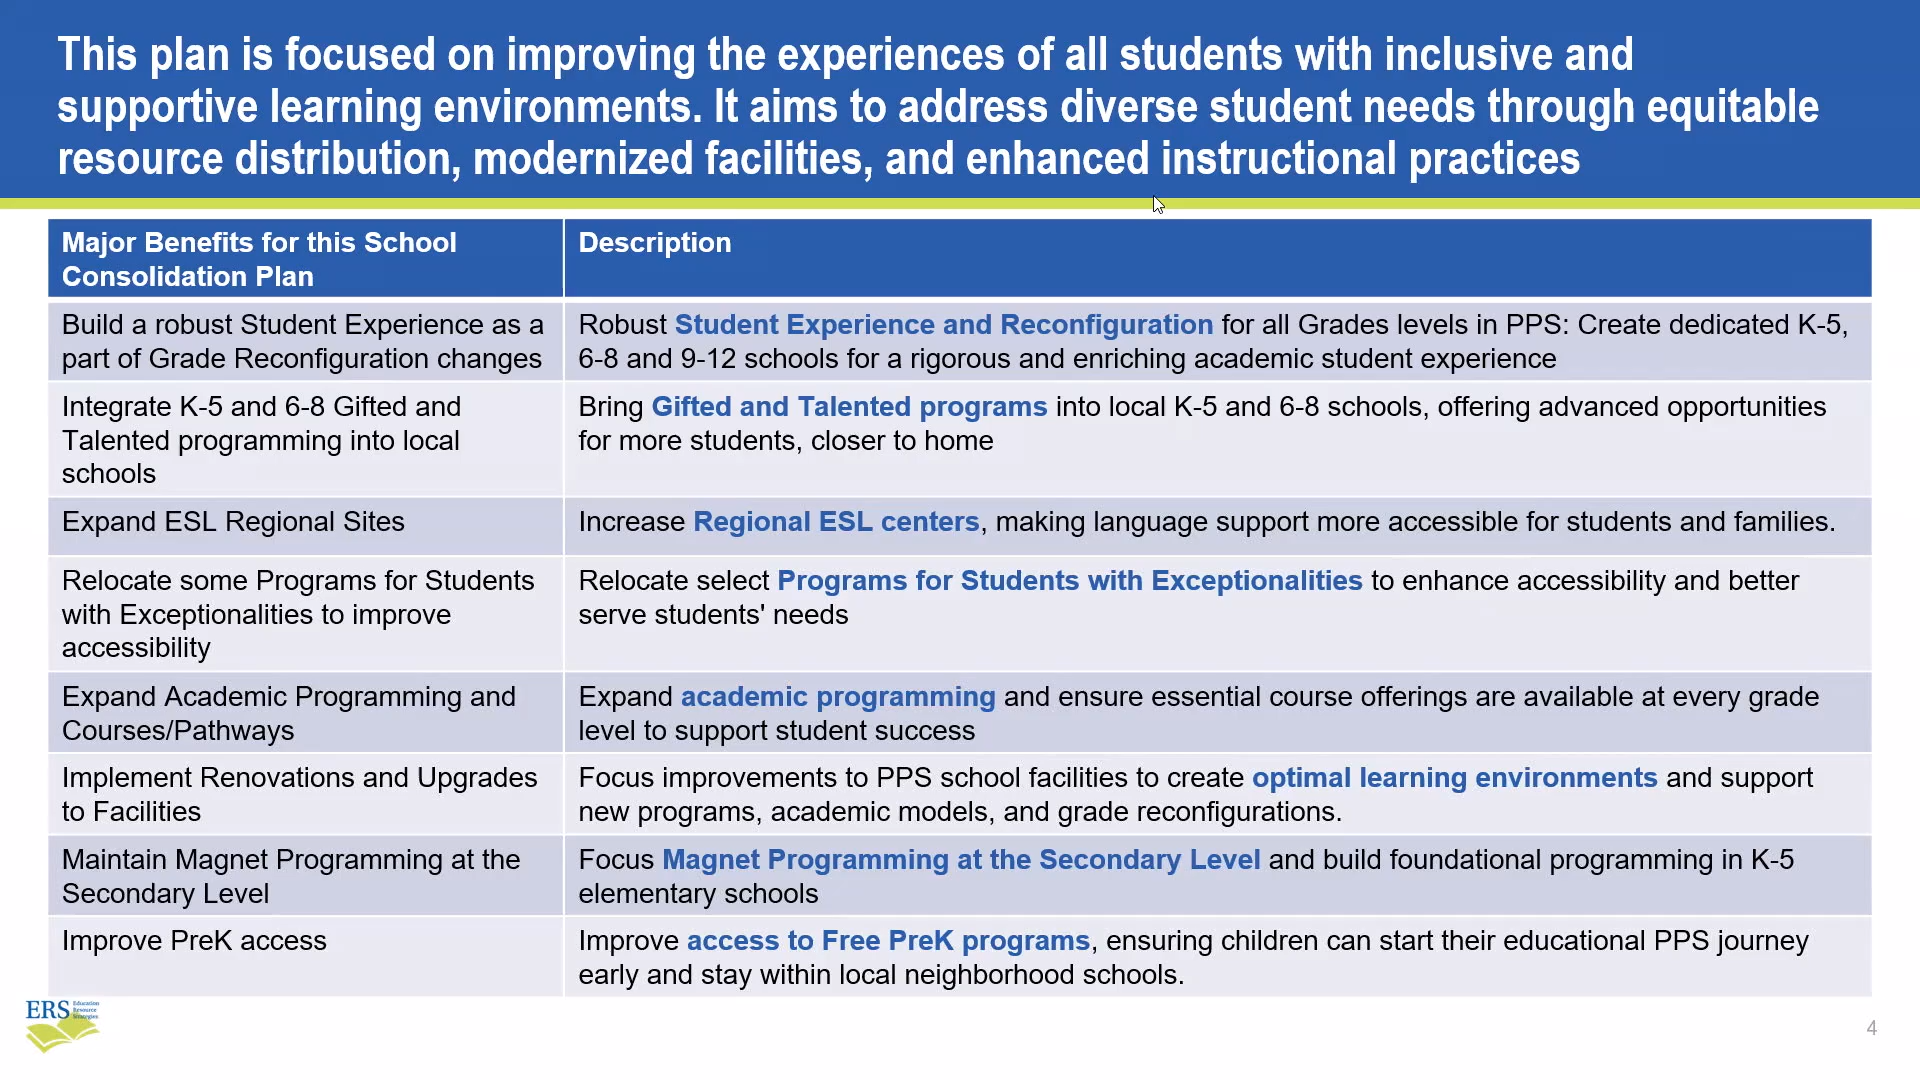 This plan is focused on improving the experiences of all students with inclusive and
supportive learning environments. It aims to address diverse student needs through equitable
resource distribution, modernized facilities, and enhanced instructional practices
Major Benefits for this School
Consolidation Plan
Description
Build a robust Student Experience as a
part of Grade Reconfiguration changes
Robust Student Experience and Reconfiguration for all Grades levels in PPS: Create dedicated K-5,
6-8 and 9-12 schools for a rigorous and enriching academic student experience
Integrate K-5 and 6-8 Gifted and
Talented programming into local
schools
Bring Gifted and Talented programs into local K-5 and 6-8 schools, offering advanced opportunities
for more students, closer to home
Expand ESL Regional Sites
Increase Regional ESL centers, making language support more accessible for students and families.
Relocate some Programs for Students
with Exceptionalities to improve
accessibility
Relocate select Programs for Students with Exceptionalities to enhance accessibility and better
serve students' needs
Expand Academic Programming and
Courses/Pathways
Expand academic programming and ensure essential course offerings are available at every grade
level to support student success
Implement Renovations and Upgrades
to Facilities
Focus improvements to PPS school facilities to create optimal learning environments and support
new programs, academic models, and grade reconfigurations.
Maintain Magnet Programming at the
Secondary Level
Focus Magnet Programming at the Secondary Level and build foundational programming in K-5
elementary schools
Improve PreK access
Improve access to Free PreK programs, ensuring children can start their educational PPS journey
early and stay within local neighborhood schools.
ERS
Education
Resource
Strategies
4